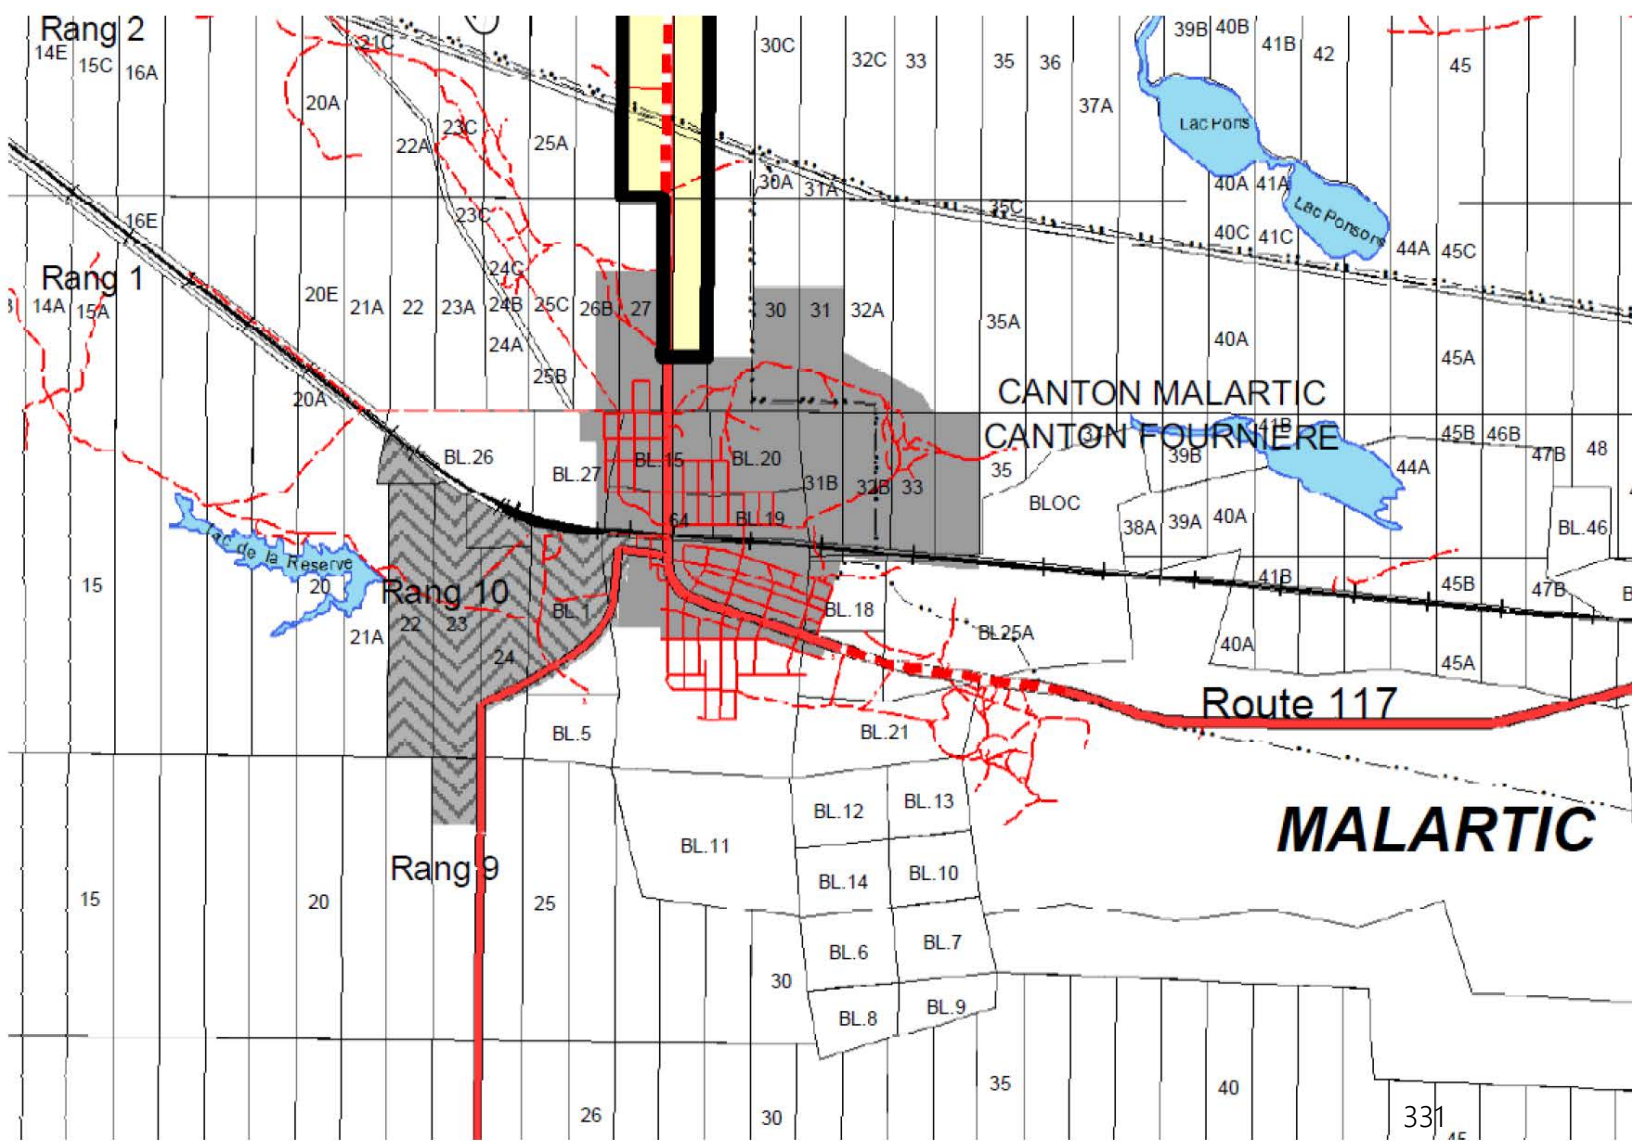 Rang 2
14E
15C
16A
21C
20A
22A
23C
25A
30C
32C
33
35
36
37A
39B
40B
41B
42
45
Lac Pons
16E
23C
30A
31A
35C
40A
41A
Lac Ponsons
40C
41C
44A
45C
Rang 1
14A
15A
20E
21A
22
23A
24C
24B
25C
26B
27
30
31
32A
35A
40A
45A
24A
25B
20A
CANTON MALARTIC
CANTON FOURNIERE
41B
BL.26
BL.27
BL.15
BL.20
31B
32B
33
35
39B
44A
45B
46B
47B
48
BLOC
64
BL.19
38A
39A
40A
BL.46
Lac de la Reserve
15
20
Rang 10
21A
22
23
24
BL.1
BL.18
BL25A
41B
45B
47B
40A
45A
Route 117
BL.5
BL.21
BL.12
BL.13
MALARTIC
BL.11
Rang 9
BL.14
BL.10
15
20
25
BL.6
BL.7
30
BL.8
BL.9
35
40
26
30
331
45